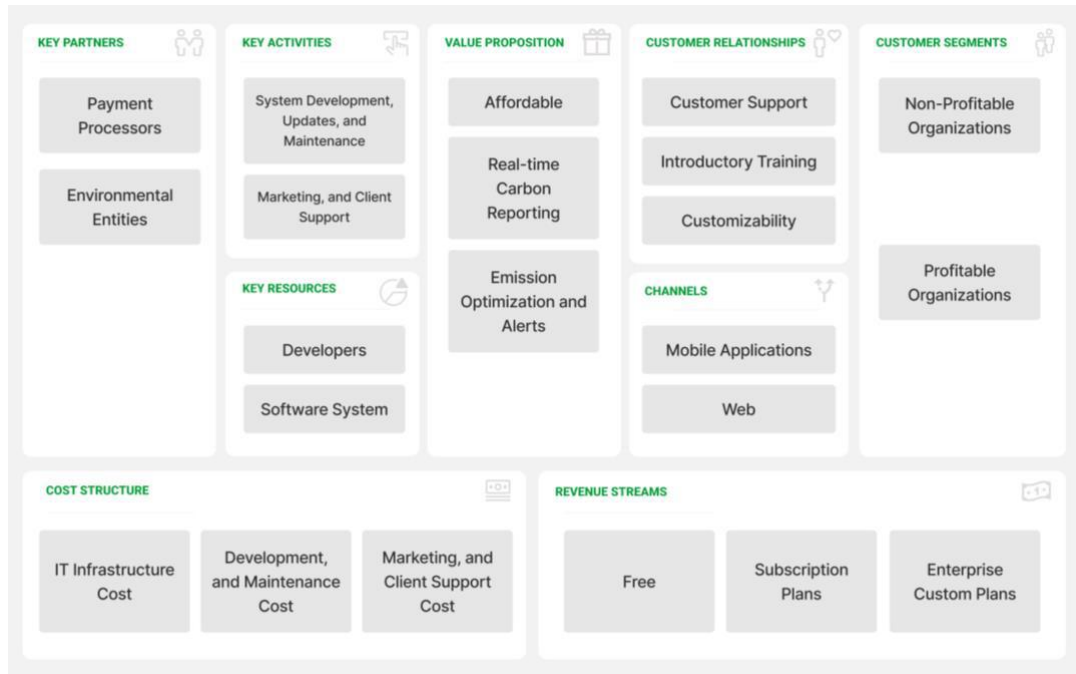 KEY PARTNERS
Payment
Processors
Environmental
Entities
KEY ACTIVITIES
System Development,
Updates, and
Maintenance
Marketing, and Client
Support
KEY RESOURCES
Developers
Software System
VALUE PROPOSITION
Affordable
Real-time
Carbon
Reporting
Emission
Optimization and
Alerts
CUSTOMER RELATIONSHIPS
Customer Support
Introductory Training
Customizability
CHANNELS
Mobile Applications
Web
CUSTOMER SEGMENTS
Non-Profitable
Organizations
Profitable
Organizations
COST STRUCTURE
IT Infrastructure
Cost
Development,
and Maintenance
Cost
Marketing, and
Client Support
Cost
REVENUE STREAMS
Free
Subscription
Plans
Enterprise
Custom Plans